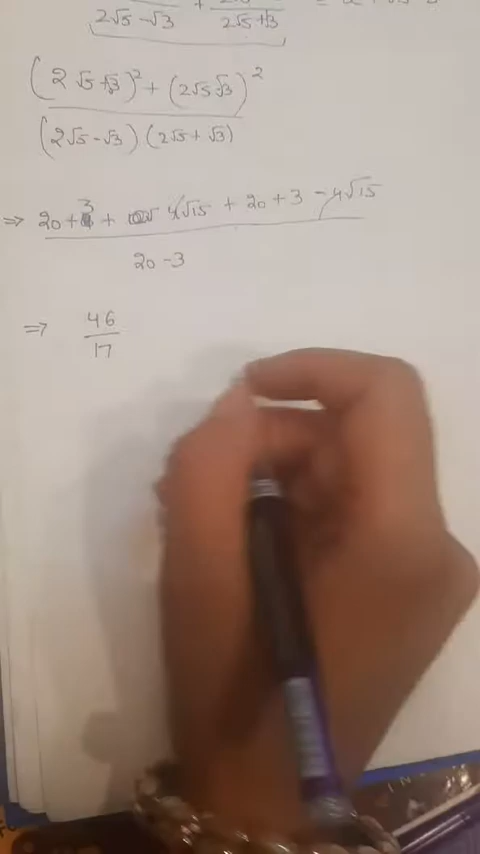 2√5 - √3   2√5 + √3
(2√5+√3)² + (2√5√3)²
(2√5-√3) (2√5+√3)
⇒ 20+3 + 4√15 + 20+3 - 4√15
20-3
⇒ 46
17